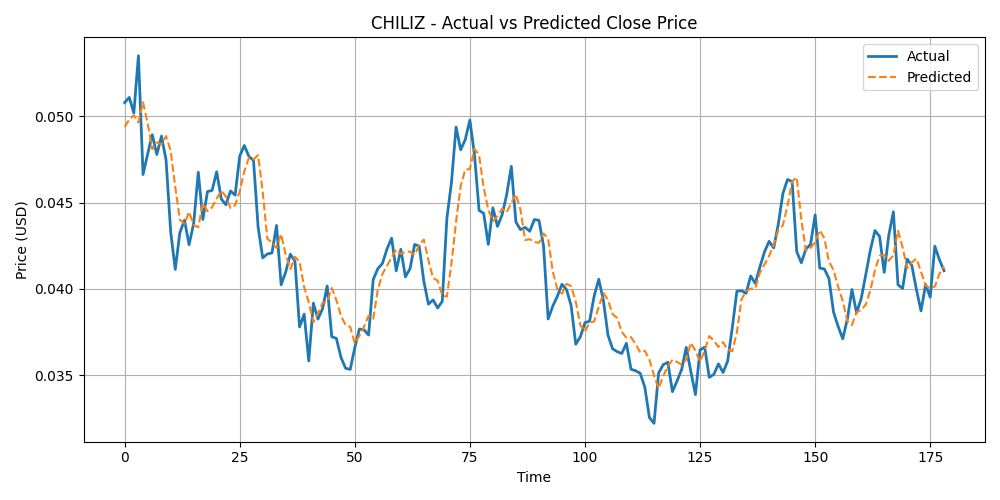 CHILIZ - Actual vs Predicted Close Price
Actual
Predicted
Price (USD)
0.050
0.045
0.040
0.035
0 25 50 75 100 125 150 175
Time